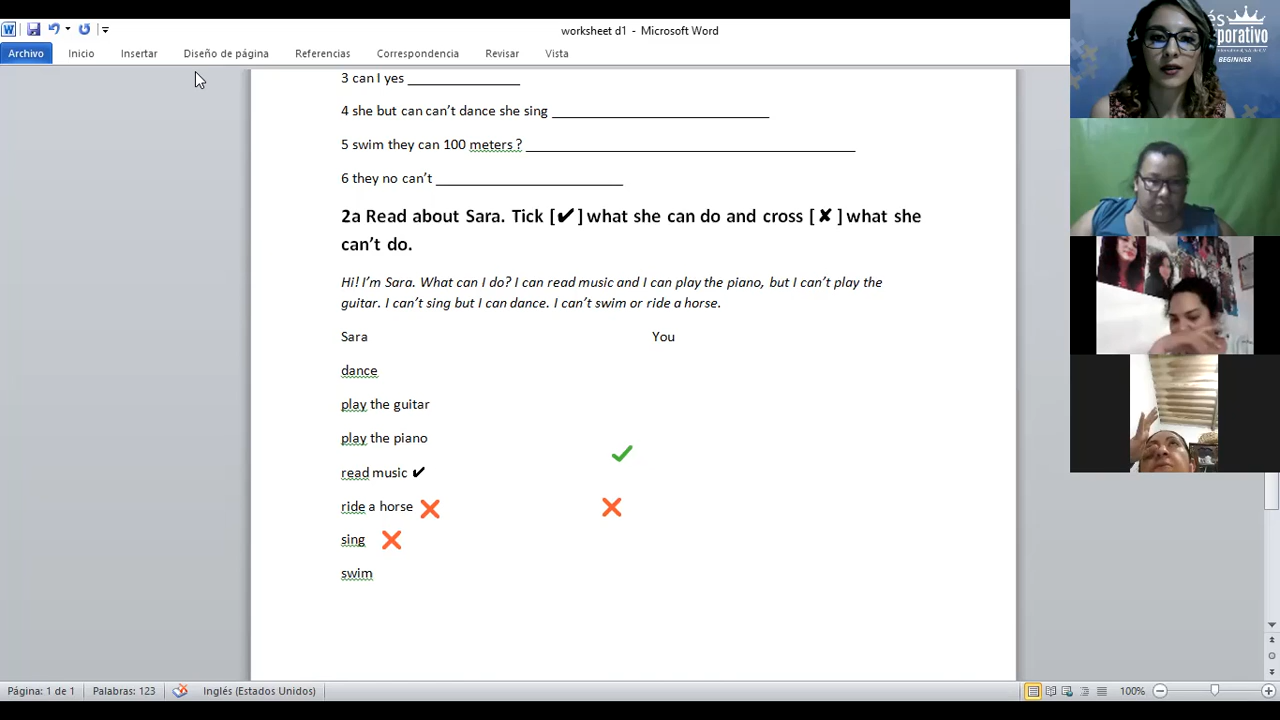 worksheet d1 - Microsoft Word
Archivo Inicio Insertar Diseño de página Referencias Correspondencia Revisar Vista
3 can I yes _______________
4 she but can can't dance she sing _____________________________
5 swim they can 100 meters ? ____________________________________________
6 they no can't _________________________
2a Read about Sara. Tick [✔] what she can do and cross [ ✘ ] what she
can't do.
Hi! I'm Sara. What can I do? I can read music and I can play the piano, but I can't play the
guitar. I can't sing but I can dance. I can't swim or ride a horse.
Sara You
dance
play the guitar
play the piano
read music ✔
ride a horse
sing
swim
Página: 1 de 1 Palabras: 123 Inglés (Estados Unidos) 100%
BEGINNER